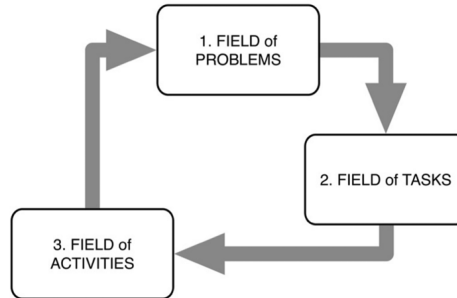 1. FIELD of
PROBLEMS
2. FIELD of TASKS
3. FIELD of
ACTIVITIES